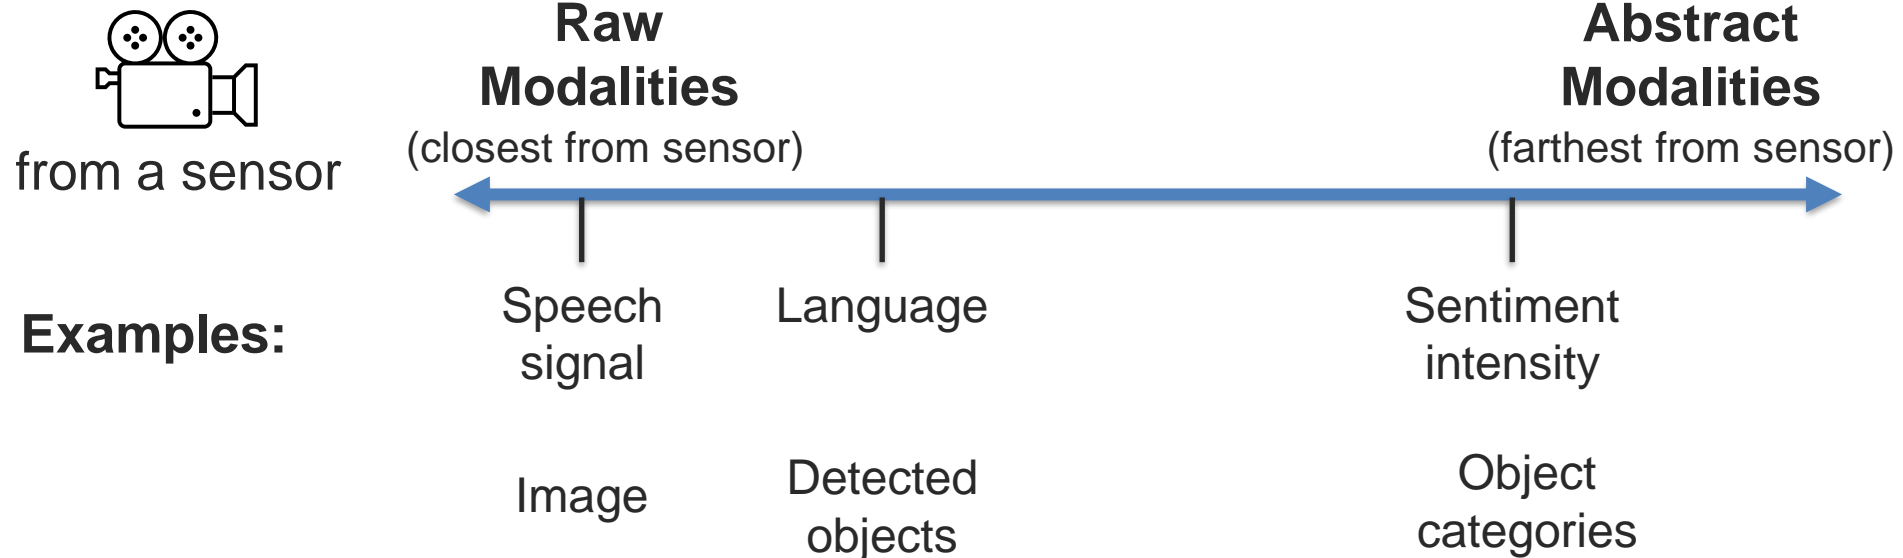 from a sensor
Raw
Modalities
(closest from sensor)
Abstract
Modalities
(farthest from sensor)
Examples:
Speech
signal
Language
Sentiment
intensity
Image
Detected
objects
Object
categories